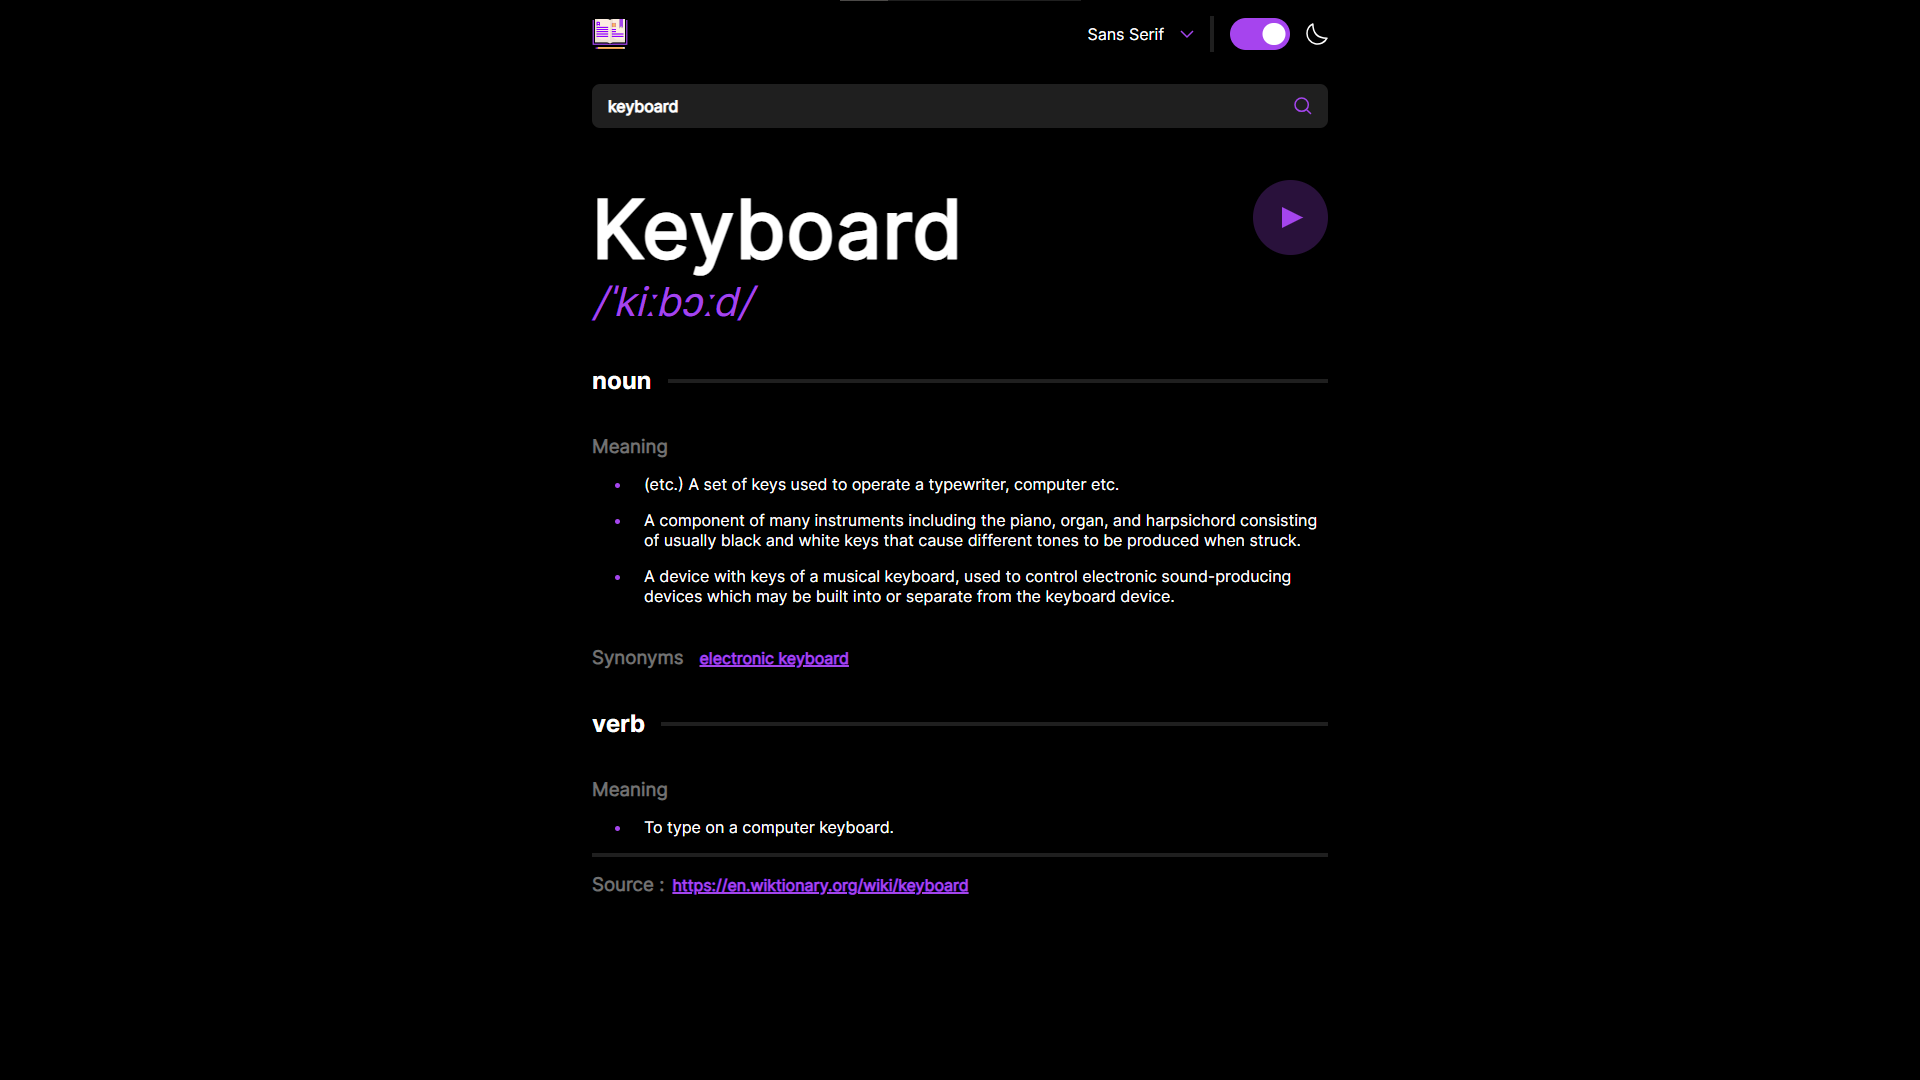 Sans Serif
keyboard
Keyboard
/ˈkiːbɔːd/
noun
Meaning
(etc.) A set of keys used to operate a typewriter, computer etc.
A component of many instruments including the piano, organ, and harpsichord consisting
of usually black and white keys that cause different tones to be produced when struck.
A device with keys of a musical keyboard, used to control electronic sound-producing
devices which may be built into or separate from the keyboard device.
Synonyms electronic keyboard
verb
Meaning
To type on a computer keyboard.
Source : https://en.wiktionary.org/wiki/keyboard